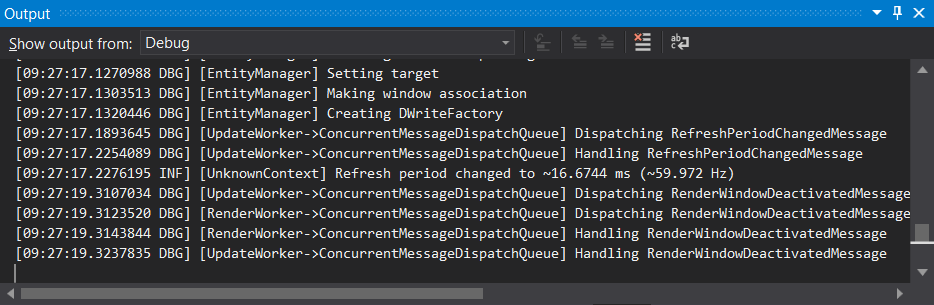 Output
Show output from: Debug
[09:27:17.1270988 DBG] [EntityManager] Setting target
[09:27:17.1303513 DBG] [EntityManager] Making window association
[09:27:17.1320446 DBG] [EntityManager] Creating DWriteFactory
[09:27:17.1893645 DBG] [UpdateWorker->ConcurrentMessageDispatchQueue] Dispatching RefreshPeriodChangedMessage
[09:27:17.2254089 DBG] [UpdateWorker->ConcurrentMessageDispatchQueue] Handling RefreshPeriodChangedMessage
[09:27:17.2276195 INF] [UnknownContext] Refresh period changed to ~16.6744 ms (~59.972 Hz)
[09:27:19.3107034 DBG] [UpdateWorker->ConcurrentMessageDispatchQueue] Dispatching RenderWindowDeactivatedMessage
[09:27:19.3123520 DBG] [RenderWorker->ConcurrentMessageDispatchQueue] Dispatching RenderWindowDeactivatedMessage
[09:27:19.3143844 DBG] [RenderWorker->ConcurrentMessageDispatchQueue] Handling RenderWindowDeactivatedMessage
[09:27:19.3237835 DBG] [UpdateWorker->ConcurrentMessageDispatchQueue] Handling RenderWindowDeactivatedMessage